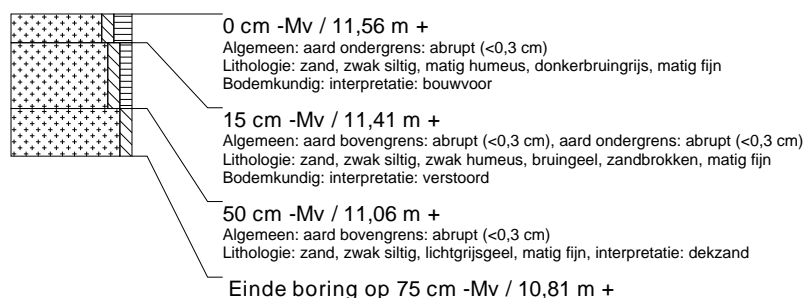 0 cm -Mv / 11,56 m +
Algemeen: aard ondergrens: abrupt (<0,3 cm)
Lithologie: zand, zwak siltig, matig humeus, donkerbruingrijs, matig fijn
Bodemkundig: interpretatie: bouwvoor
15 cm -Mv / 11,41 m +
Algemeen: aard bovengrens: abrupt (<0,3 cm), aard ondergrens: abrupt (<0,3 cm)
Lithologie: zand, zwak siltig, zwak humeus, bruingeel, zandbrokken, matig fijn
Bodemkundig: interpretatie: verstoord
50 cm -Mv / 11,06 m +
Algemeen: aard bovengrens: abrupt (<0,3 cm)
Lithologie: zand, zwak siltig, lichtgrijsgeel, matig fijn, interpretatie: dekzand
Einde boring op 75 cm -Mv / 10,81 m +